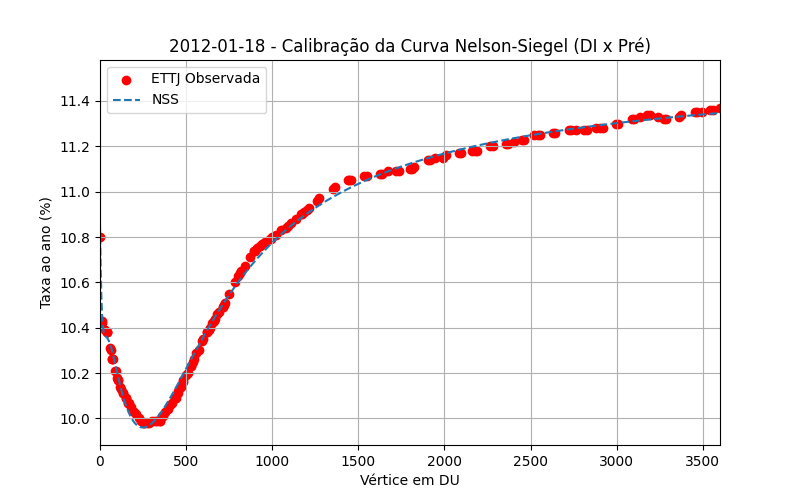 2012-01-18 - Calibração da Curva Nelson-Siegel (DI x Pré)
ETTJ Observada
NSS
Taxa ao ano (%)
11.4
11.2
11.0
10.8
10.6
10.4
10.2
10.0
0 500 1000 1500 2000 2500 3000 3500
Vértice em DU